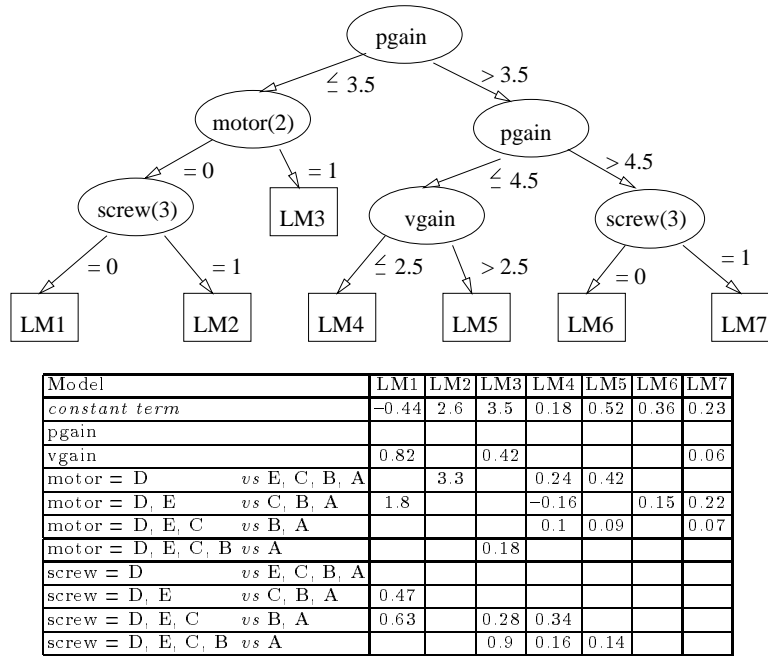 pgain
≤ 3.5
> 3.5
motor(2)
pgain
= 0
= 1
≤ 4.5
> 4.5
screw(3)
LM3
vgain
screw(3)
= 0
= 1
≤ 2.5
> 2.5
= 0
= 1
LM1
LM2
LM4
LM5
LM6
LM7
Model LM1 LM2 LM3 LM4 LM5 LM6 LM7
constant term −0.44 2.6 3.5 0.18 0.52 0.36 0.23
pgain
vgain 0.82 0.42 0.06
motor = D vs E, C, B, A 3.3 0.24 0.42
motor = D, E vs C, B, A 1.8 −0.16 0.15 0.22
motor = D, E, C vs B, A 0.1 0.09 0.07
motor = D, E, C, B vs A 0.18
screw = D vs E, C, B, A
screw = D, E vs C, B, A 0.47
screw = D, E, C vs B, A 0.63 0.28 0.34
screw = D, E, C, B vs A 0.9 0.16 0.14